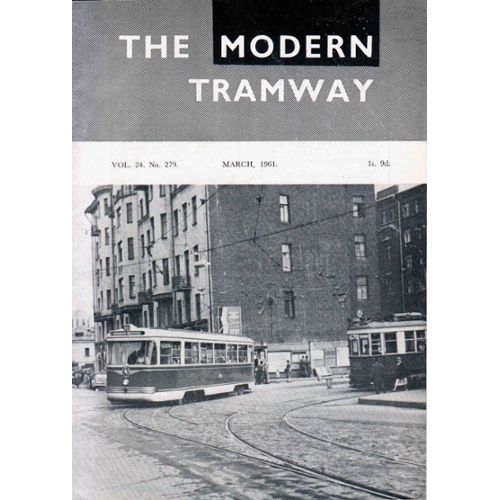 THE MODERN
TRAMWAY
VOL. 24. No. 279. MARCH, 1961. 1s. 9d.